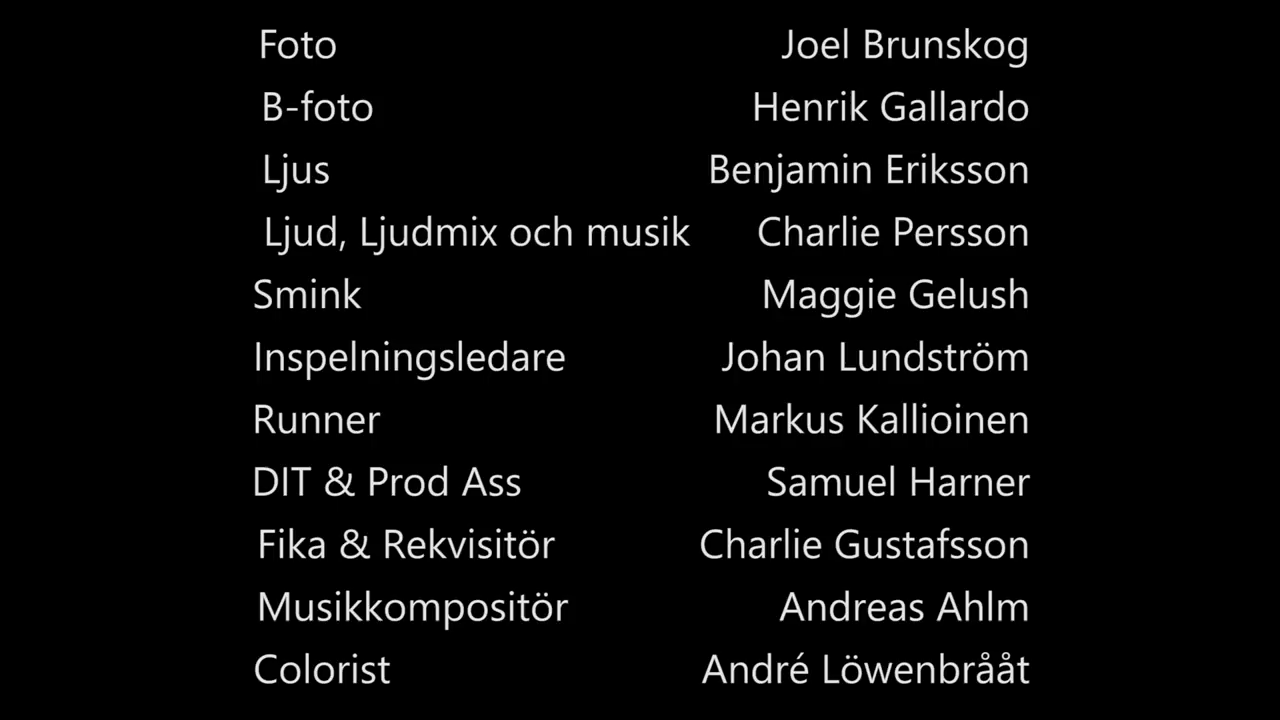 Foto Joel Brunskog
B-foto Henrik Gallardo
Ljus Benjamin Eriksson
Ljud, Ljudmix och musik Charlie Persson
Smink Maggie Gelush
Inspelningsledare Johan Lundström
Runner Markus Kallioinen
DIT & Prod Ass Samuel Harner
Fika & Rekvisitör Charlie Gustafsson
Musikkompositör Andreas Ahlm
Colorist André Löwenbrååt